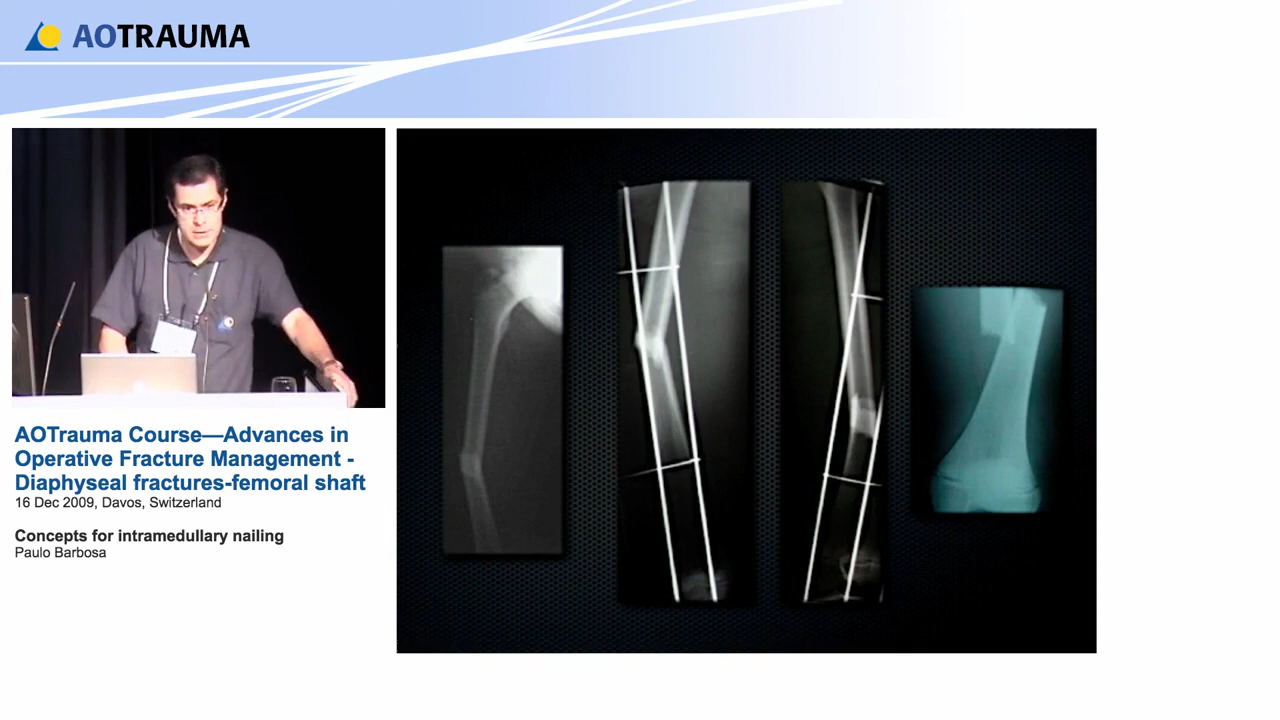 AOTRAUMA
AOTrauma Course—Advances in
Operative Fracture Management -
Diaphyseal fractures-femoral shaft
16 Dec 2009, Davos, Switzerland
Concepts for intramedullary nailing
Paulo Barbosa